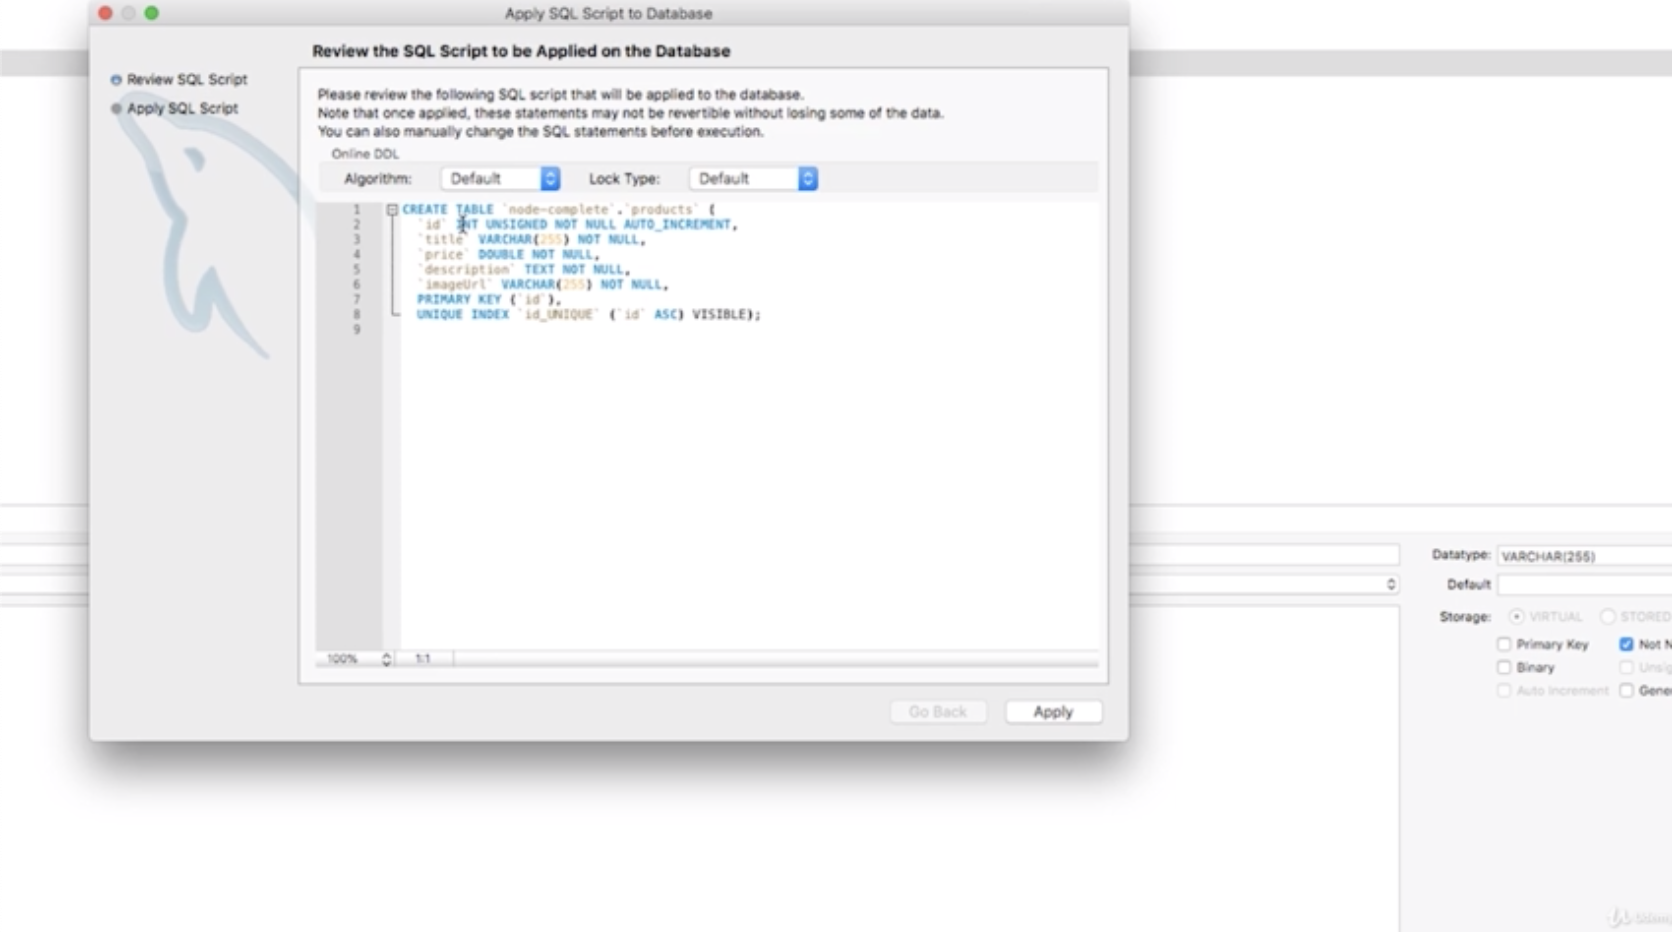 Apply SQL Script to Database
Review the SQL Script to be Applied on the Database
Review SQL Script
Apply SQL Script
Please review the following SQL script that will be applied to the database.
Note that once applied, these statements may not be revertible without losing some of the data.
You can also manually change the SQL statements before execution.
Online DDL
Algorithm: Default Lock Type: Default
1 CREATE TABLE `node-complete`.`products` (
2 `id` INT UNSIGNED NOT NULL AUTO_INCREMENT,
3 `title` VARCHAR(255) NOT NULL,
4 `price` DOUBLE NOT NULL,
5 `description` TEXT NOT NULL,
6 `imageUrl` VARCHAR(255) NOT NULL,
7 PRIMARY KEY (`id`),
8 UNIQUE INDEX `id_UNIQUE` (`id` ASC) VISIBLE);
9
100% 1:1
Go Back Apply
Datatype: VARCHAR(255)
Default
Storage: VIRTUAL STORED
Primary Key Not N
Binary Unsig
Auto Increment Gene
Udem